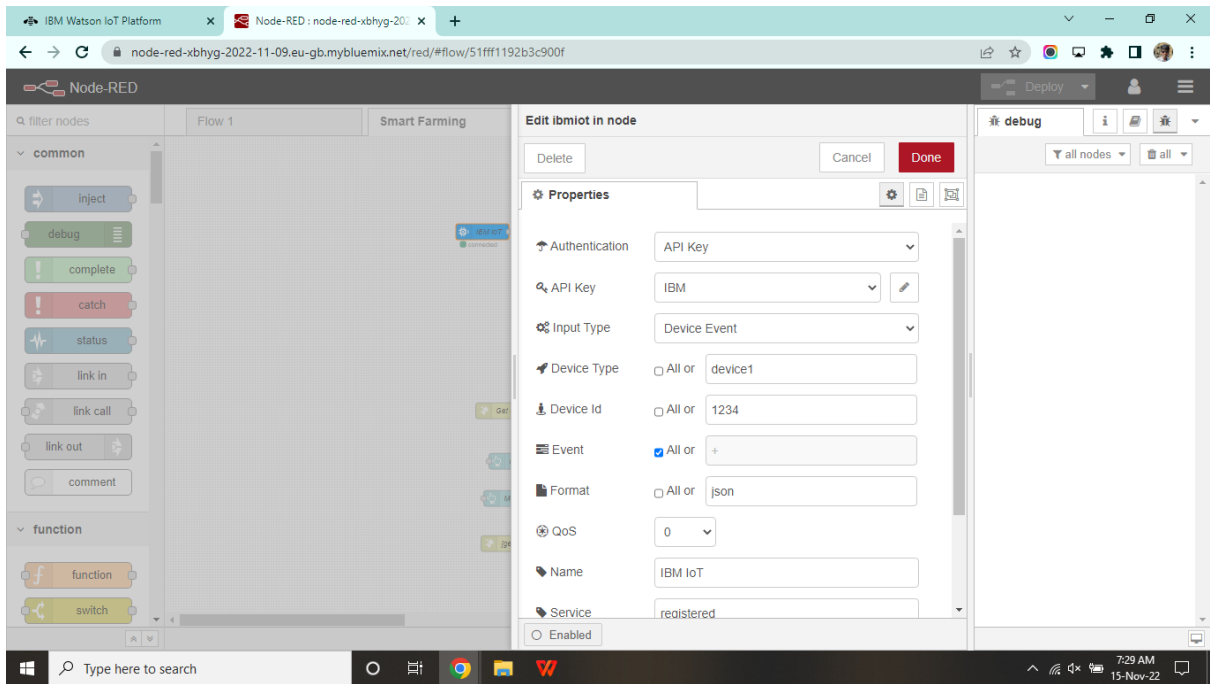 IBM Watson IoT Platform
Node-RED : node-red-xbhyg-202
node-red-xbhyg-2022-11-09.eu-gb.mybluemix.net/red/#flow/51fff1192b3c900f
Node-RED
Deploy
filter nodes
Flow 1
Smart Farming
Edit ibmiot in node
debug
i
common
Delete
Cancel
Done
all nodes
all
inject
Properties
debug
IBM IoT
connected
Authentication
API Key
complete
API Key
IBM
catch
Input Type
Device Event
status
Device Type
All or
device1
link in
Device Id
All or
1234
link call
Get
link out
Event
All or
+
comment
Format
All or
json
function
QoS
0
function
Name
IBM IoT
switch
Service
registered
Enabled
Type here to search
7:29 AM
15-Nov-22